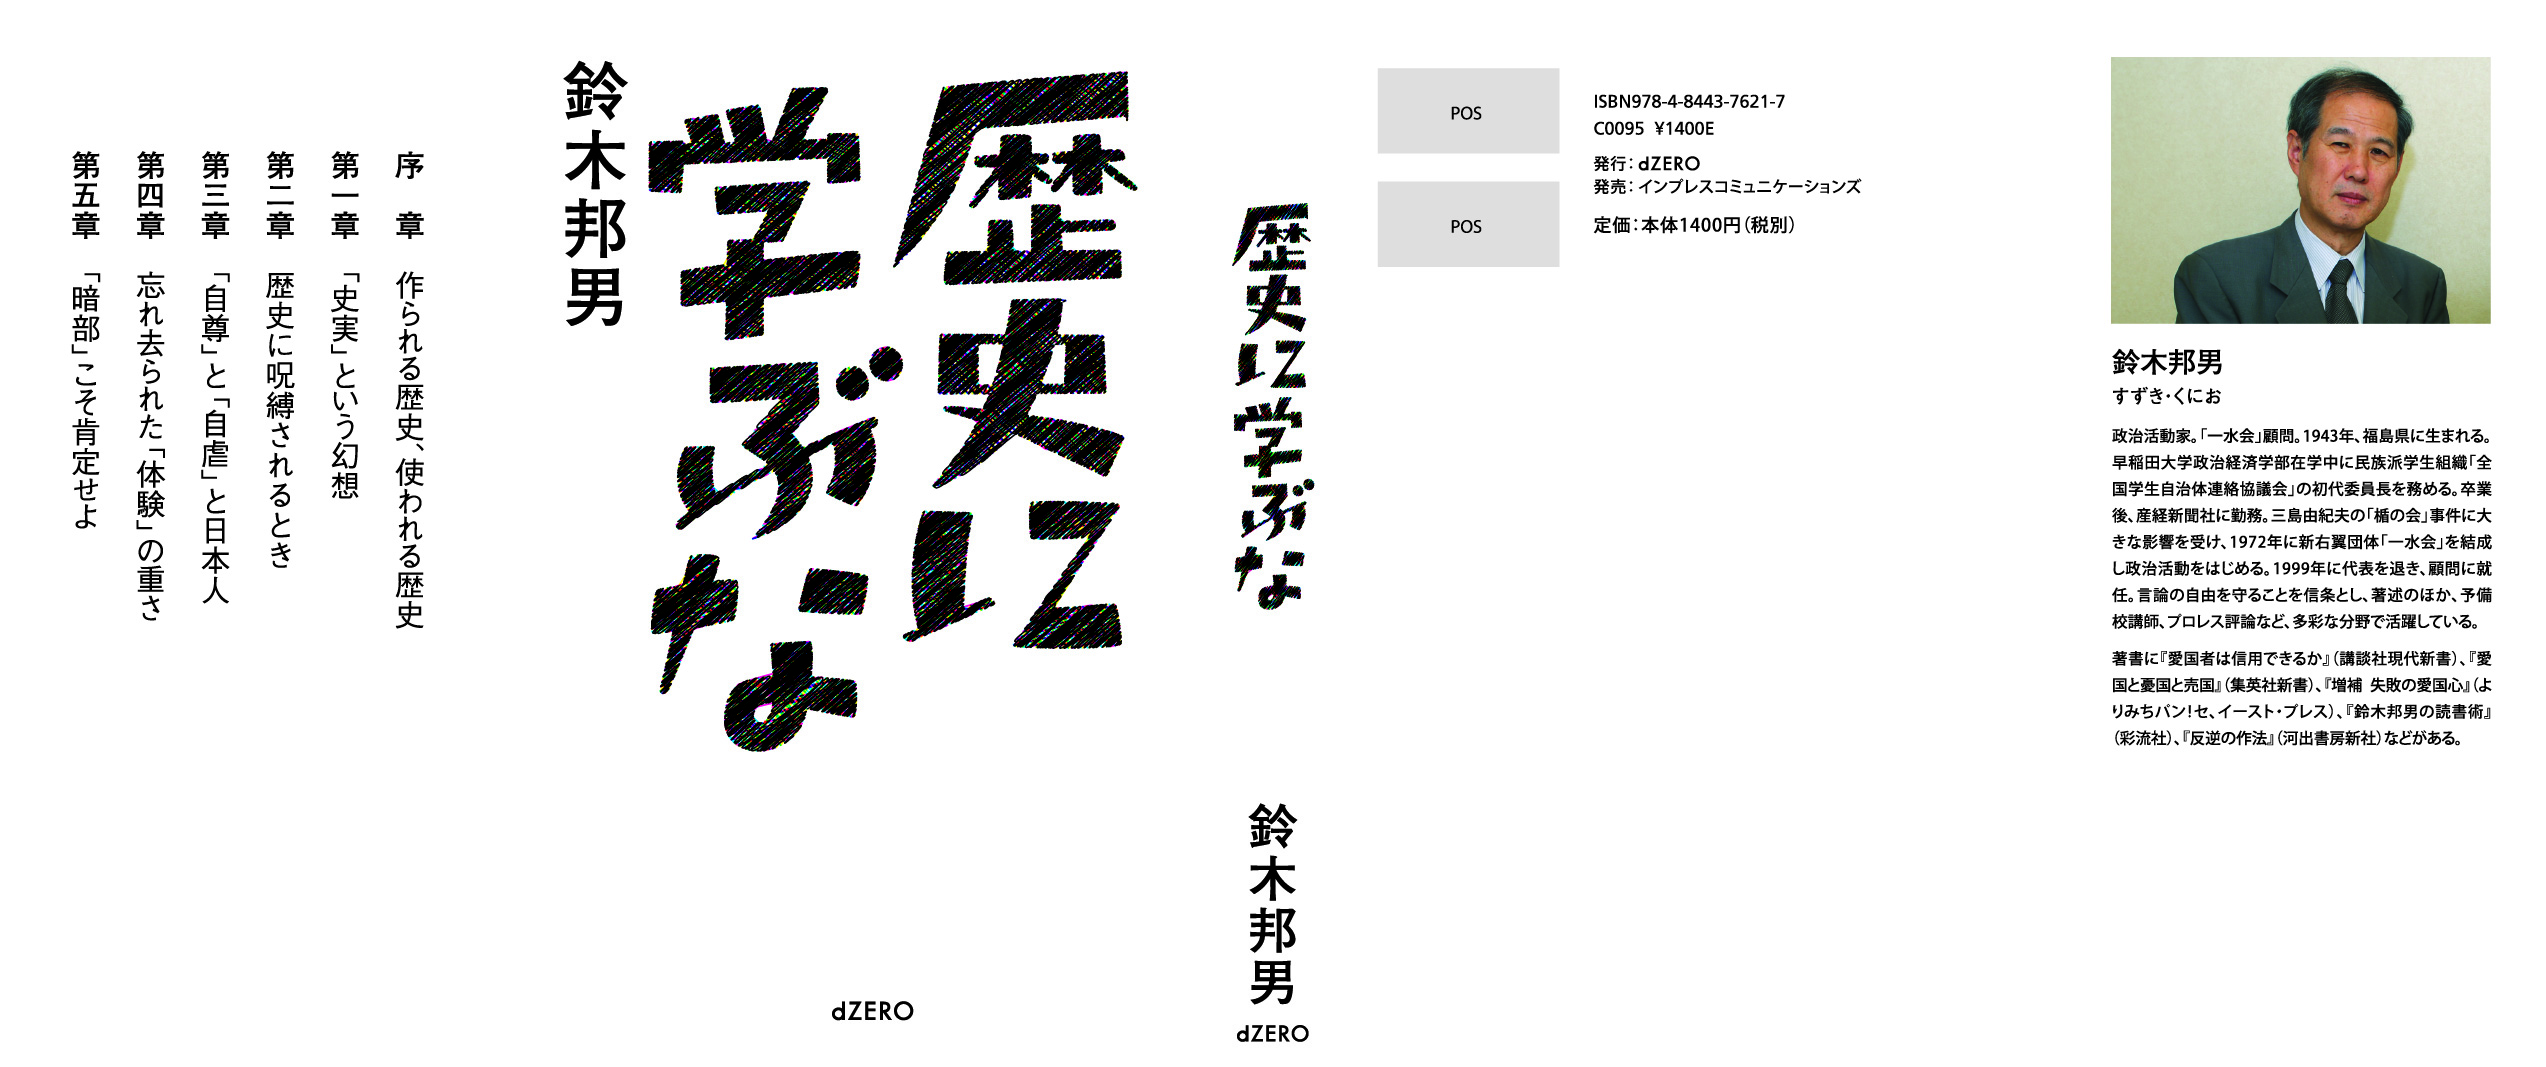 序　章　作られる歴史、使われる歴史
第一章　「史実」という幻想
第二章　歴史に呪縛されるとき
第三章　「自尊」と「自虐」と日本人
第四章　忘れ去られた「体験」の重さ
第五章　「暗部」こそ肯定せよ
歴史に
学ぶな
鈴木邦男
dZERO
歴史に学ぶな
鈴木邦男
dZERO
POS
POS
ISBN978-4-8443-7621-7
C0095 ¥1400E
発行：dZERO
発売：インプレスコミュニケーションズ
定価：本体1400円（税別）
鈴木邦男
すずき・くにお
政治活動家。「一水会」顧問。1943年、福島県に生まれる。
早稲田大学政治経済学部在学中に民族派学生組織「全
国学生自治体連絡協議会」の初代委員長を務める。卒業
後、産経新聞社に勤務。三島由紀夫の「楯の会」事件に大
きな影響を受け、1972年に新右翼団体「一水会」を結成
し政治活動をはじめる。1999年に代表を退き、顧問に就
任。言論の自由を守ることを信条とし、著述のほか、予備
校講師、プロレス評論など、多彩な分野で活躍している。
著書に『愛国者は信用できるか』（講談社現代新書）、『愛
国と憂国と売国』（集英社新書）、『増補 失敗の愛国心』（よ
りみちパン！セ、イースト・プレス）、『鈴木邦男の読書術』
（彩流社）、『反逆の作法』（河出書房新社）などがある。